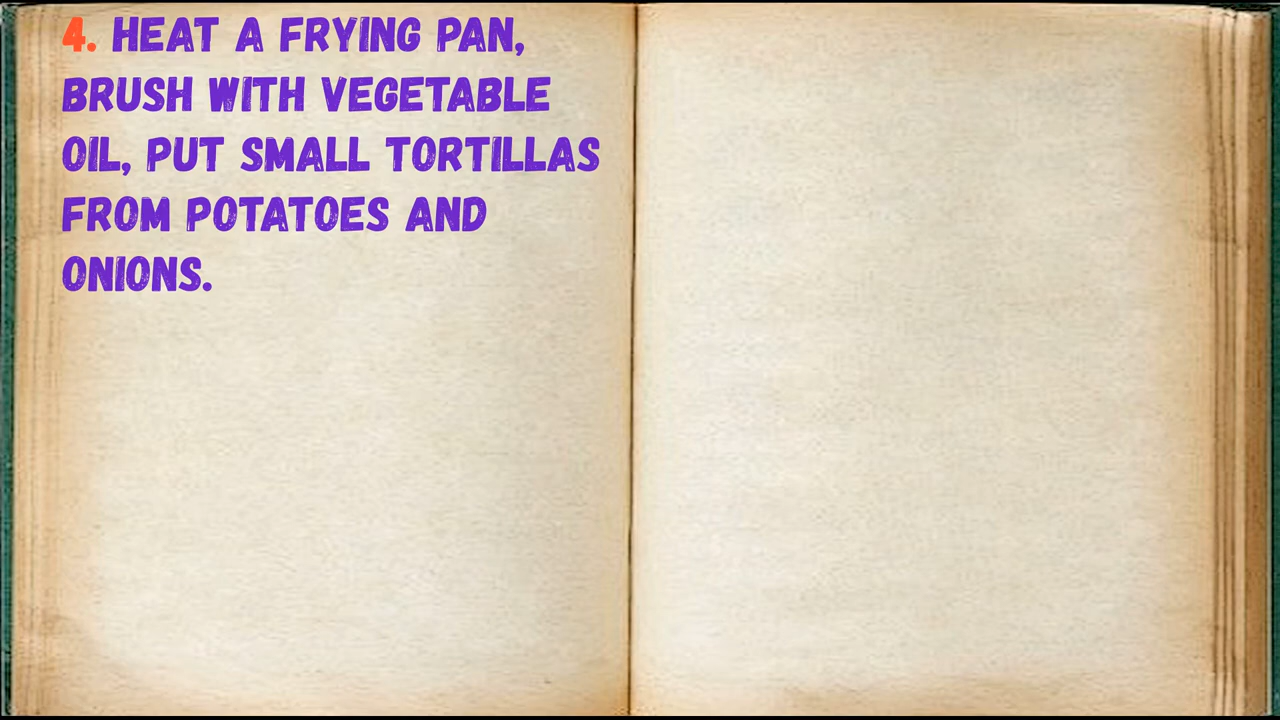 4. HEAT A FRYING PAN,
BRUSH WITH VEGETABLE
OIL, PUT SMALL TORTILLAS
FROM POTATOES AND
ONIONS.